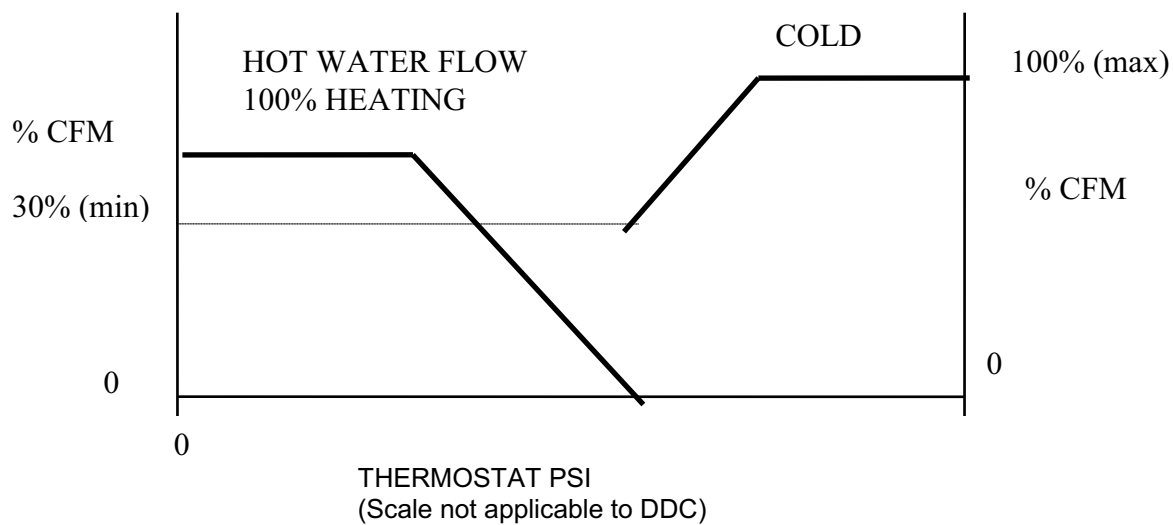 COLD
HOT WATER FLOW
100% HEATING
100% (max)
% CFM
30% (min)
% CFM
0
0
0
THERMOSTAT PSI
(Scale not applicable to DDC)